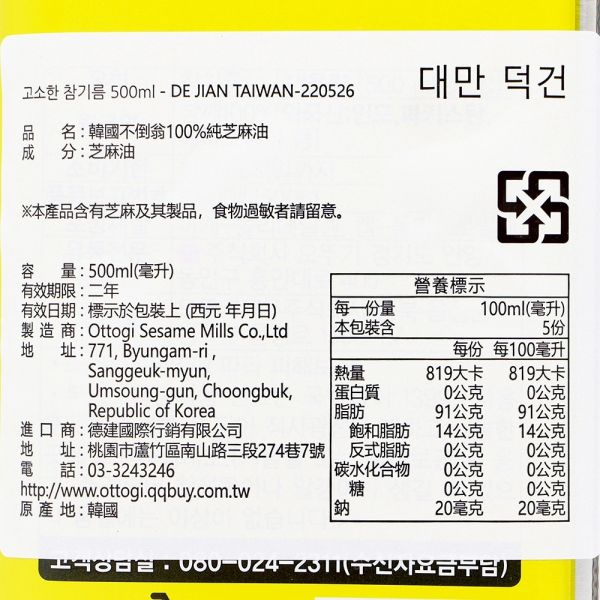 고소한 참기름 500ml - DE JIAN TAIWAN-220526
대만 덕건
品 名 : 韓國不倒翁100%純芝麻油
成 分 : 芝麻油
※本產品含有芝麻及其製品，食物過敏者請留意。
容 量 : 500ml(毫升)
有效期限 : 二年
有效日期 : 標示於包裝上 (西元 年月日)
製 造 商 : Ottogi Sesame Mills Co.,Ltd
地 址 : 771, Byungam-ri ,
Sanggeuk-myun,
Umsoung-gun, Choongbuk,
Republic of Korea
進 口 商 : 德建國際行銷有限公司
地 址 : 桃園市蘆竹區南山路三段274巷7號
電 話 : 03-3243246
http://www.ottogi.qqbuy.com.tw
原 產 地 : 韓國
營養標示
每一份量 100ml(毫升)
本包裝含 5份
每份 每100毫升
熱量 819大卡 819大卡
蛋白質 0公克 0公克
脂肪 91公克 91公克
飽和脂肪 14公克 14公克
反式脂肪 0公克 0公克
碳水化合物 0公克 0公克
糖 0公克 0公克
鈉 20毫克 20毫克
고객상담실 : 080-024-2311(수신자요금부담)